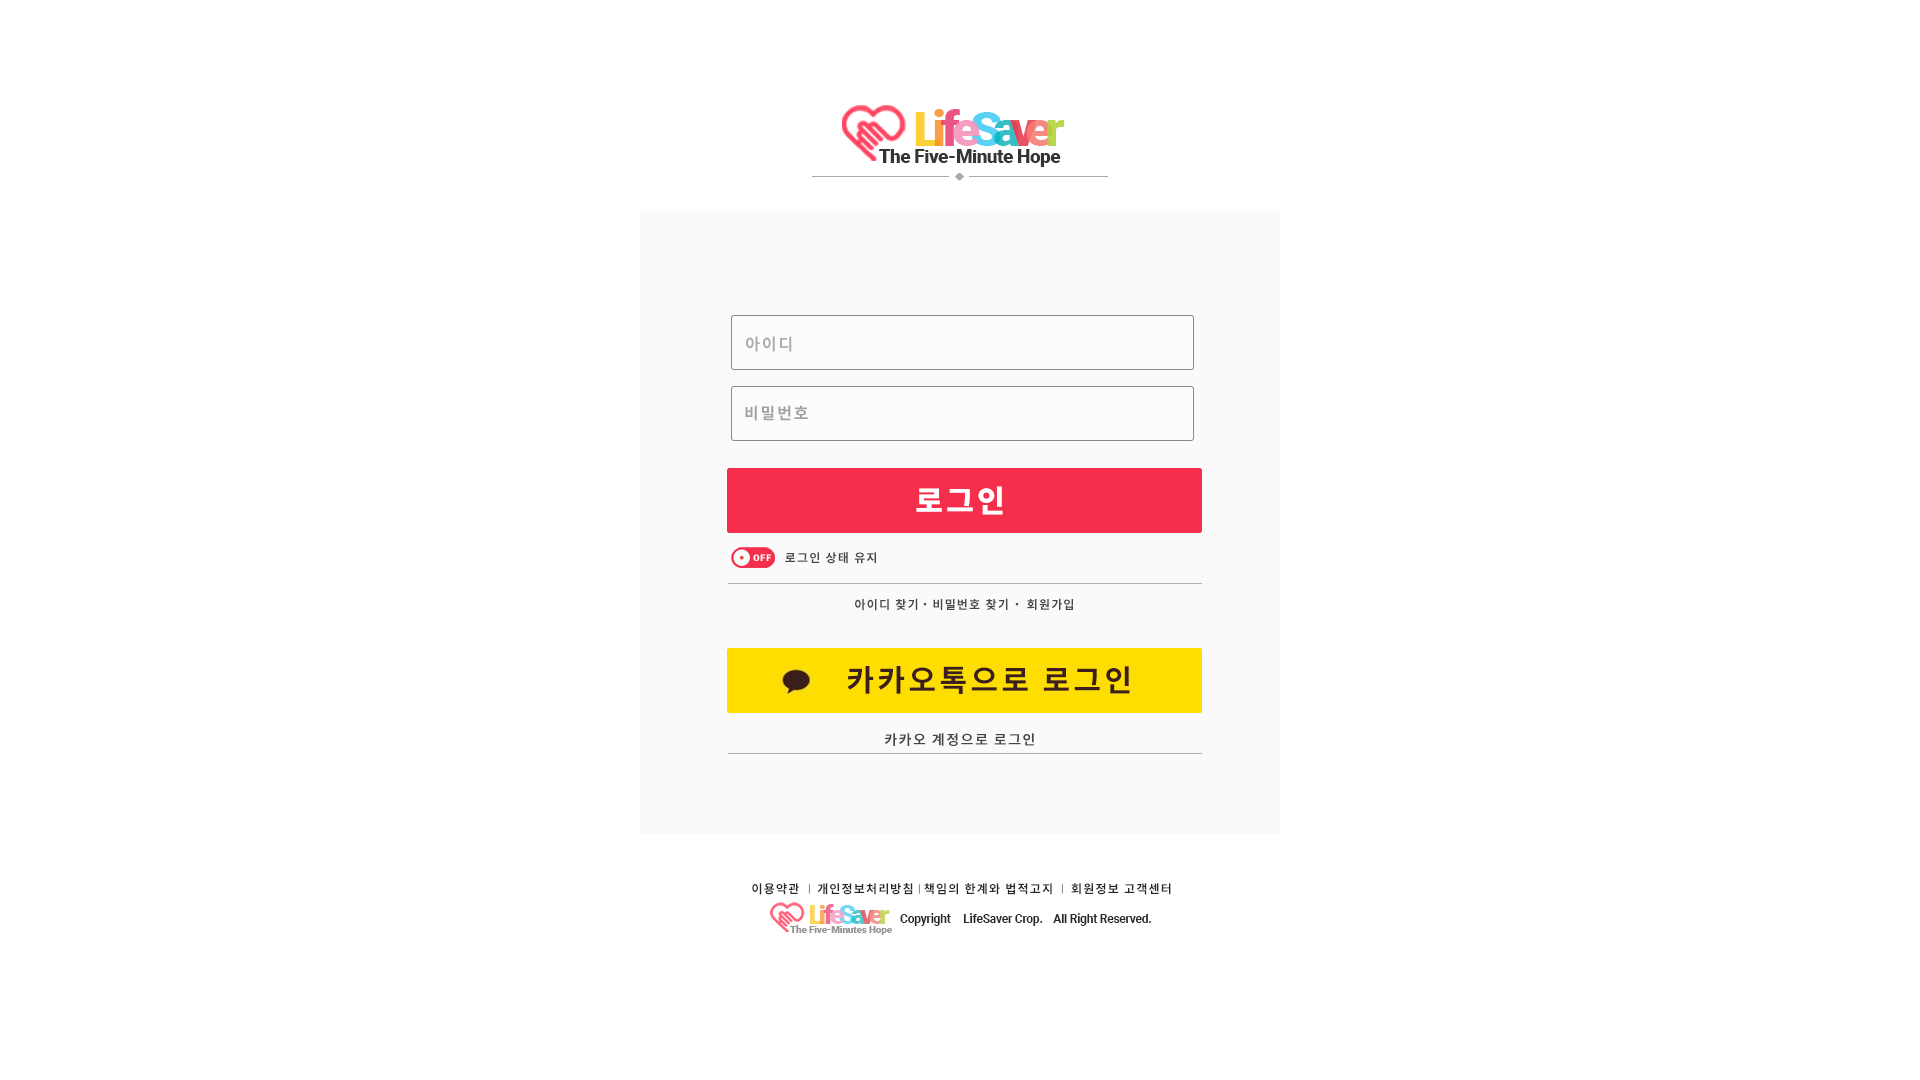 LifeSaver
The Five-Minute Hope
아이디
비밀번호
로그인
OFF 로그인 상태 유지
아이디 찾기 · 비밀번호 찾기 · 회원가입
카카오톡으로 로그인
카카오 계정으로 로그인
이용약관 | 개인정보처리방침 | 책임의 한계와 법적고지 | 회원정보 고객센터
LifeSaver
The Five-Minutes Hope
Copyright LifeSaver Crop. All Right Reserved.